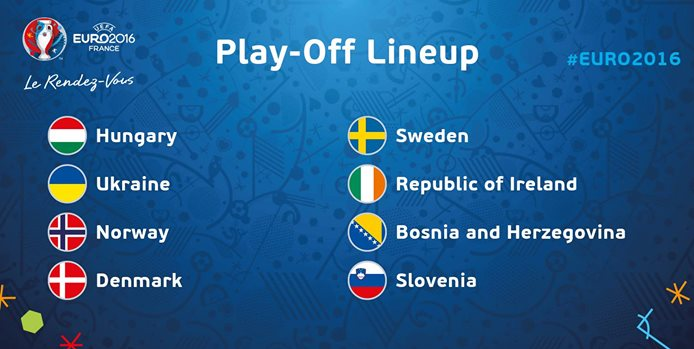 UEFA
EURO2016
FRANCE
Le Rendez-Vous
Play-Off Lineup
#EURO2016
Hungary
Ukraine
Norway
Denmark
Sweden
Republic of Ireland
Bosnia and Herzegovina
Slovenia